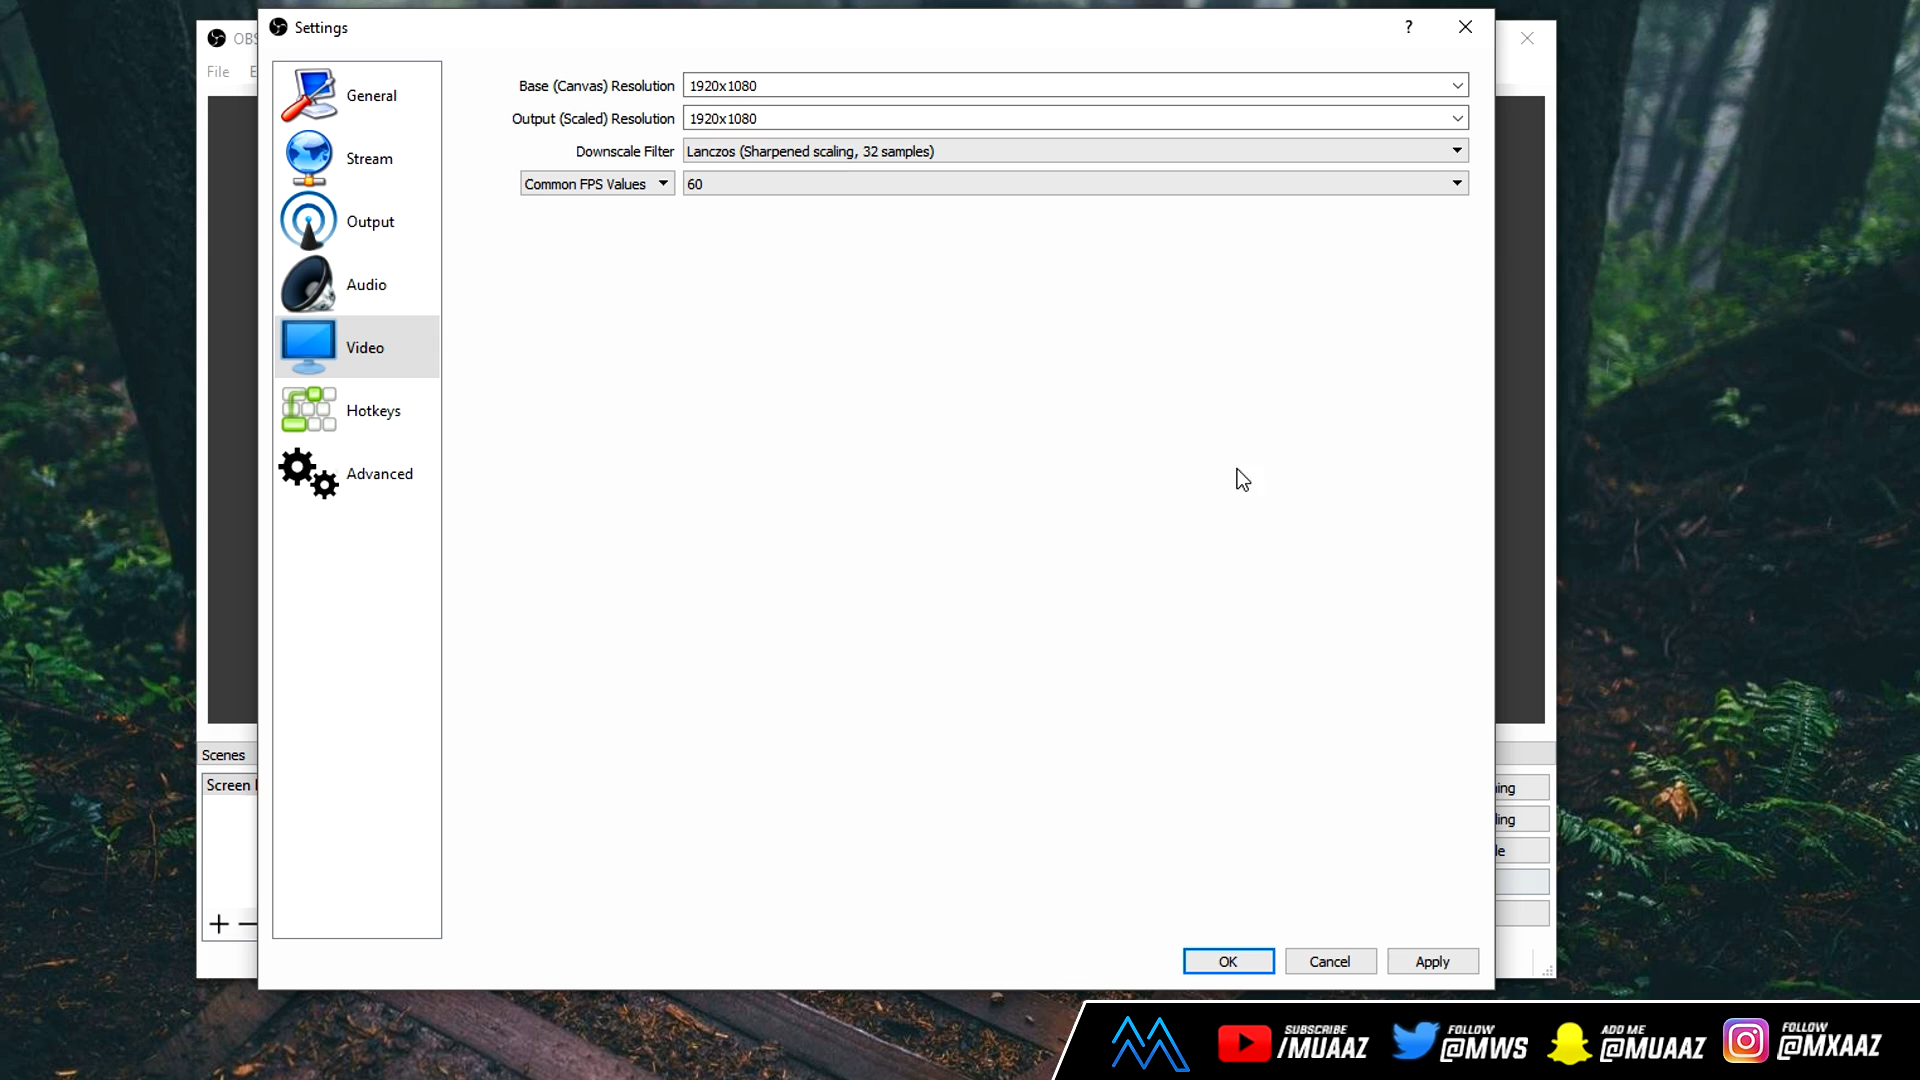 OBS
Settings
?
File
General
Stream
Output
Audio
Video
Hotkeys
Advanced
Base (Canvas) Resolution 1920x1080
Output (Scaled) Resolution 1920x1080
Downscale Filter Lanczos (Sharpened scaling, 32 samples)
Common FPS Values 60
Scenes
Screen
OK
Cancel
Apply
SUBSCRIBE
/MUAAZ
FOLLOW
@MWS
ADD ME
@MUAAZ
FOLLOW
@MXAAZ